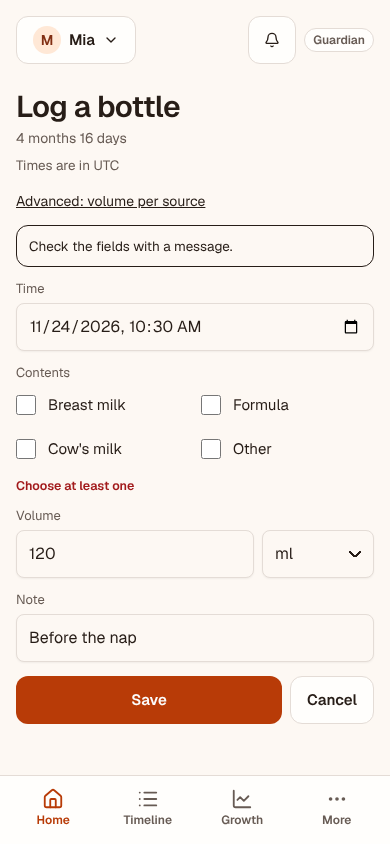 M Mia
Guardian
Log a bottle
4 months 16 days
Times are in UTC
Advanced: volume per source
Check the fields with a message.
Time
11/24/2026, 10:30 AM
Contents
Breast milk
Formula
Cow's milk
Other
Choose at least one
Volume
120
ml
Note
Before the nap
Save
Cancel
Home
Timeline
Growth
More